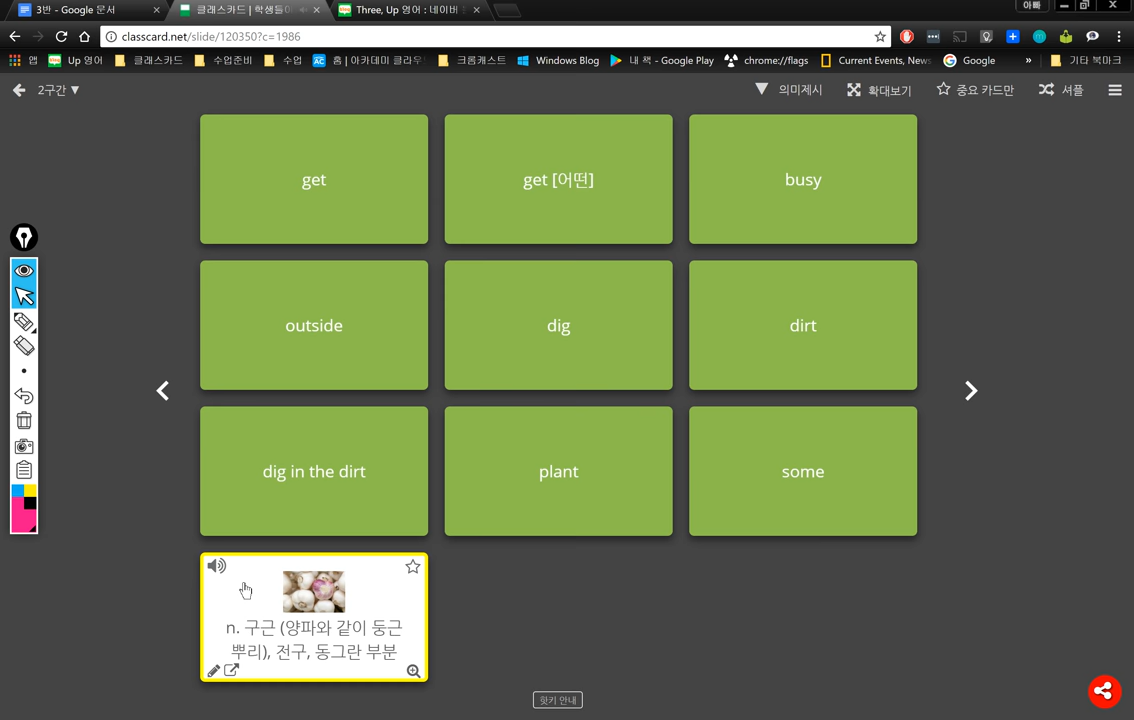 3반 - Google 문서
클래스카드 | 학생들이
Three, Up 영어 : 네이버
아빠
classcard.net/slide/120350?c=1986
앱
Up 영어
클래스카드
수업준비
수업
AC
홈 | 아카데미 클라우
크롬캐스트
Windows Blog
내 책 - Google Play
chrome://flags
Current Events, News
Google
»
기타 북마크
2구간 ▼
의미제시
확대보기
중요 카드만
셔플
get
get [어떤]
busy
outside
dig
dirt
dig in the dirt
plant
some
n. 구근 (양파와 같이 둥근
뿌리), 전구, 동그란 부분
핫키 안내